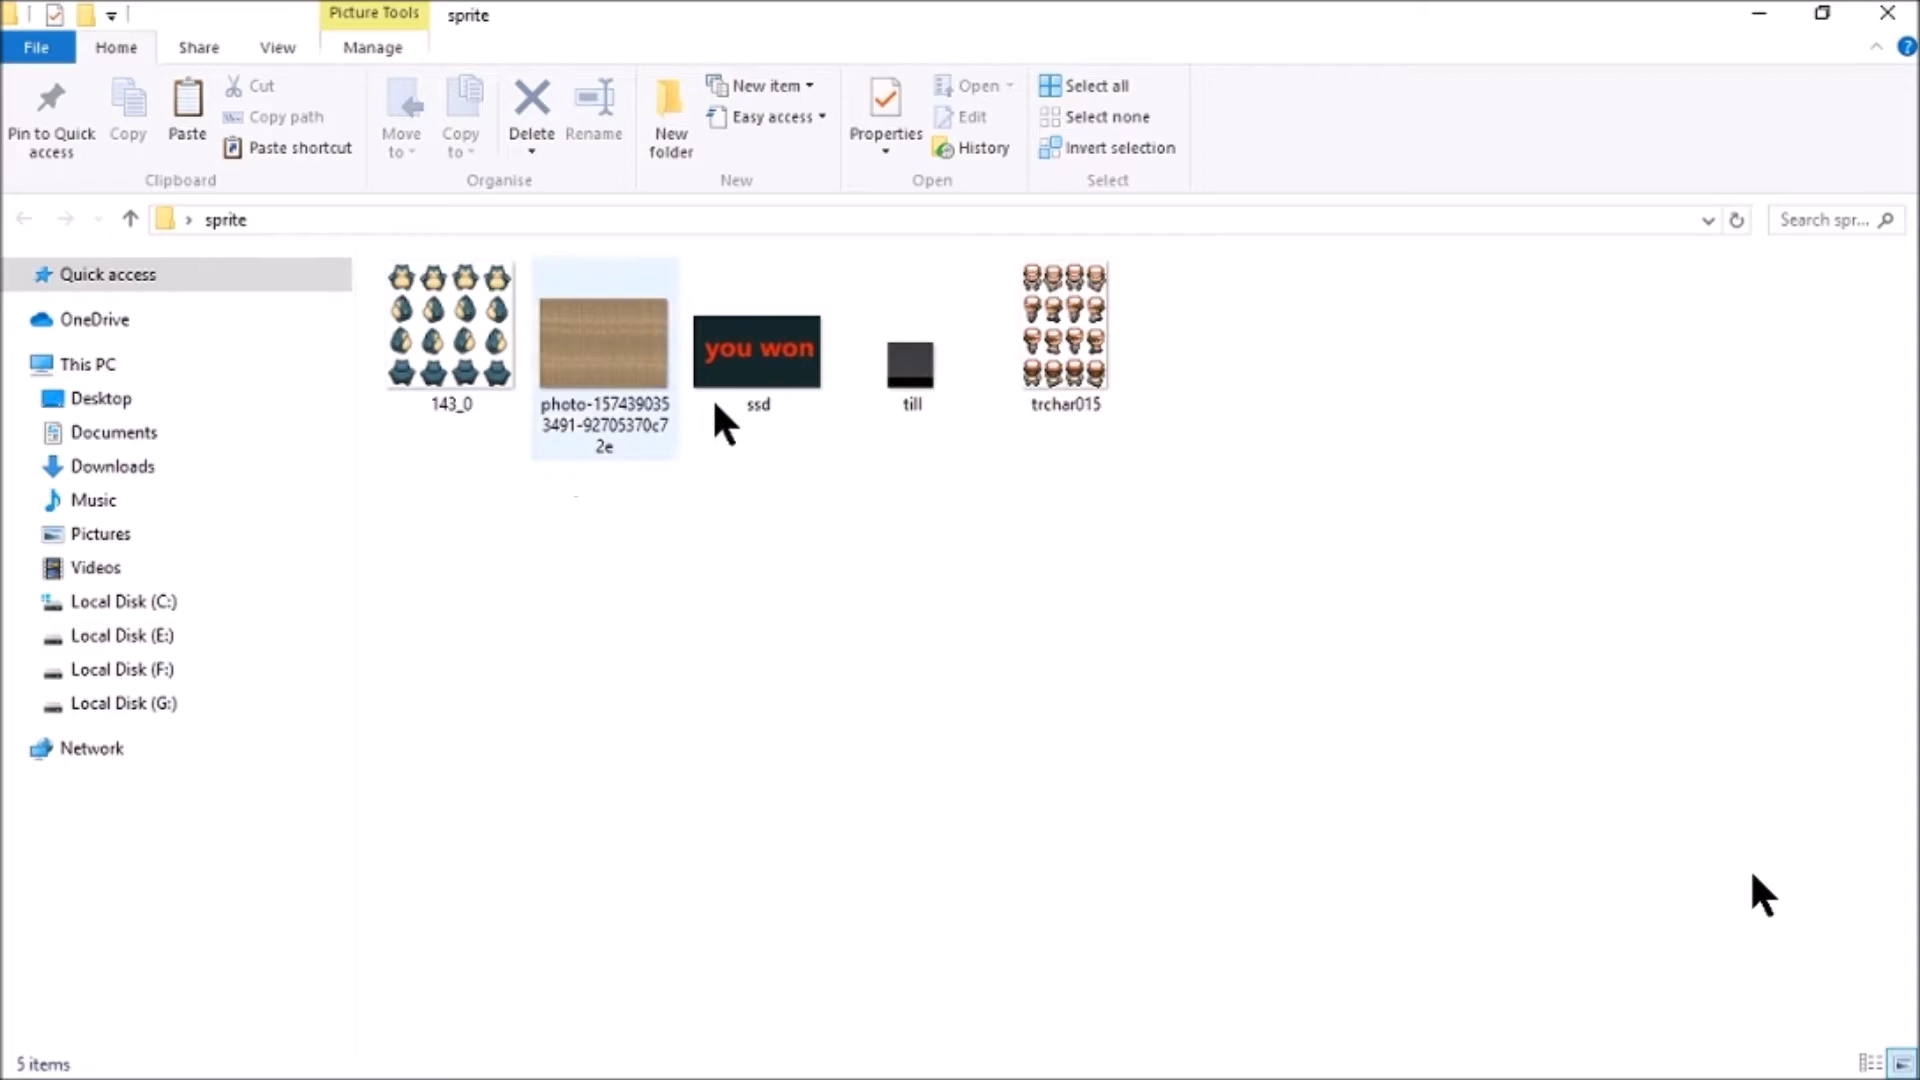 Picture Tools
sprite
File
Home
Share
View
Manage
Pin to Quick
access
Copy
Paste
Cut
Copy path
Paste shortcut
Clipboard
Move
to
Copy
to
Delete
Rename
Organise
New
folder
New item
Easy access
New
Properties
Open
Edit
History
Open
Select all
Select none
Invert selection
Select
sprite
Search spr...
Quick access
OneDrive
This PC
Desktop
Documents
Downloads
Music
Pictures
Videos
Local Disk (C:)
Local Disk (E:)
Local Disk (F:)
Local Disk (G:)
Network
143_0
photo-157439035
3491-92705370c7
2e
you won
ssd
till
trchar015
5 items